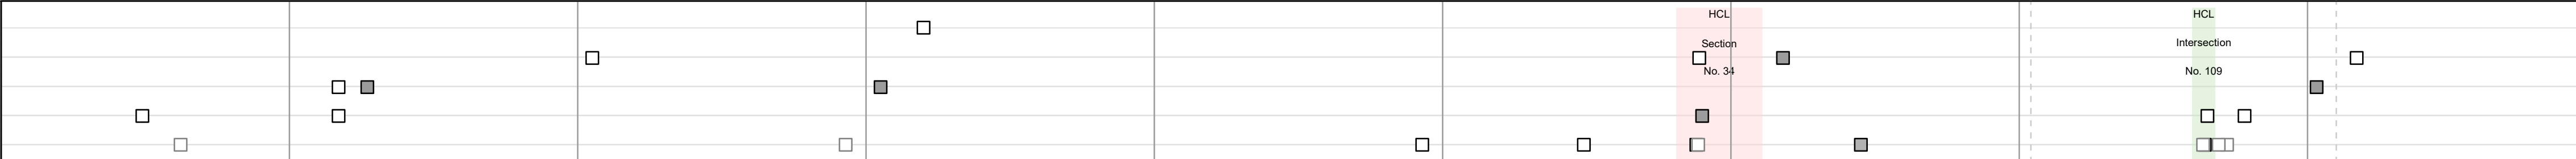 HCL
Section
No. 34
HCL
Intersection
No. 109